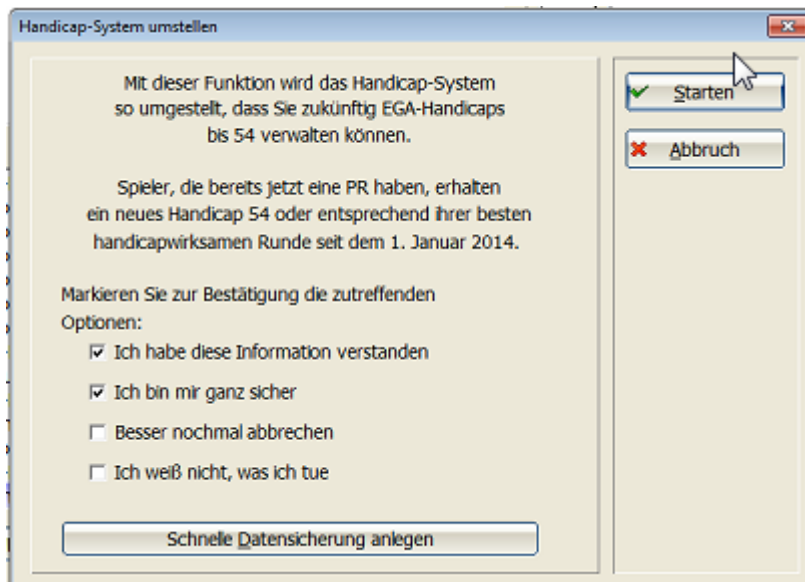 Handicap-System umstellen
Mit dieser Funktion wird das Handicap-System
so umgestellt, dass Sie zukünftig EGA-Handicaps
bis 54 verwalten können.
Spieler, die bereits jetzt eine PR haben, erhalten
ein neues Handicap 54 oder entsprechend ihrer besten
handicapwirksamen Runde seit dem 1. Januar 2014.
Markieren Sie zur Bestätigung die zutreffenden
Optionen:
Ich habe diese Information verstanden
Ich bin mir ganz sicher
Besser nochmal abbrechen
Ich weiß nicht, was ich tue
Schnelle Datensicherung anlegen
Starten
Abbruch